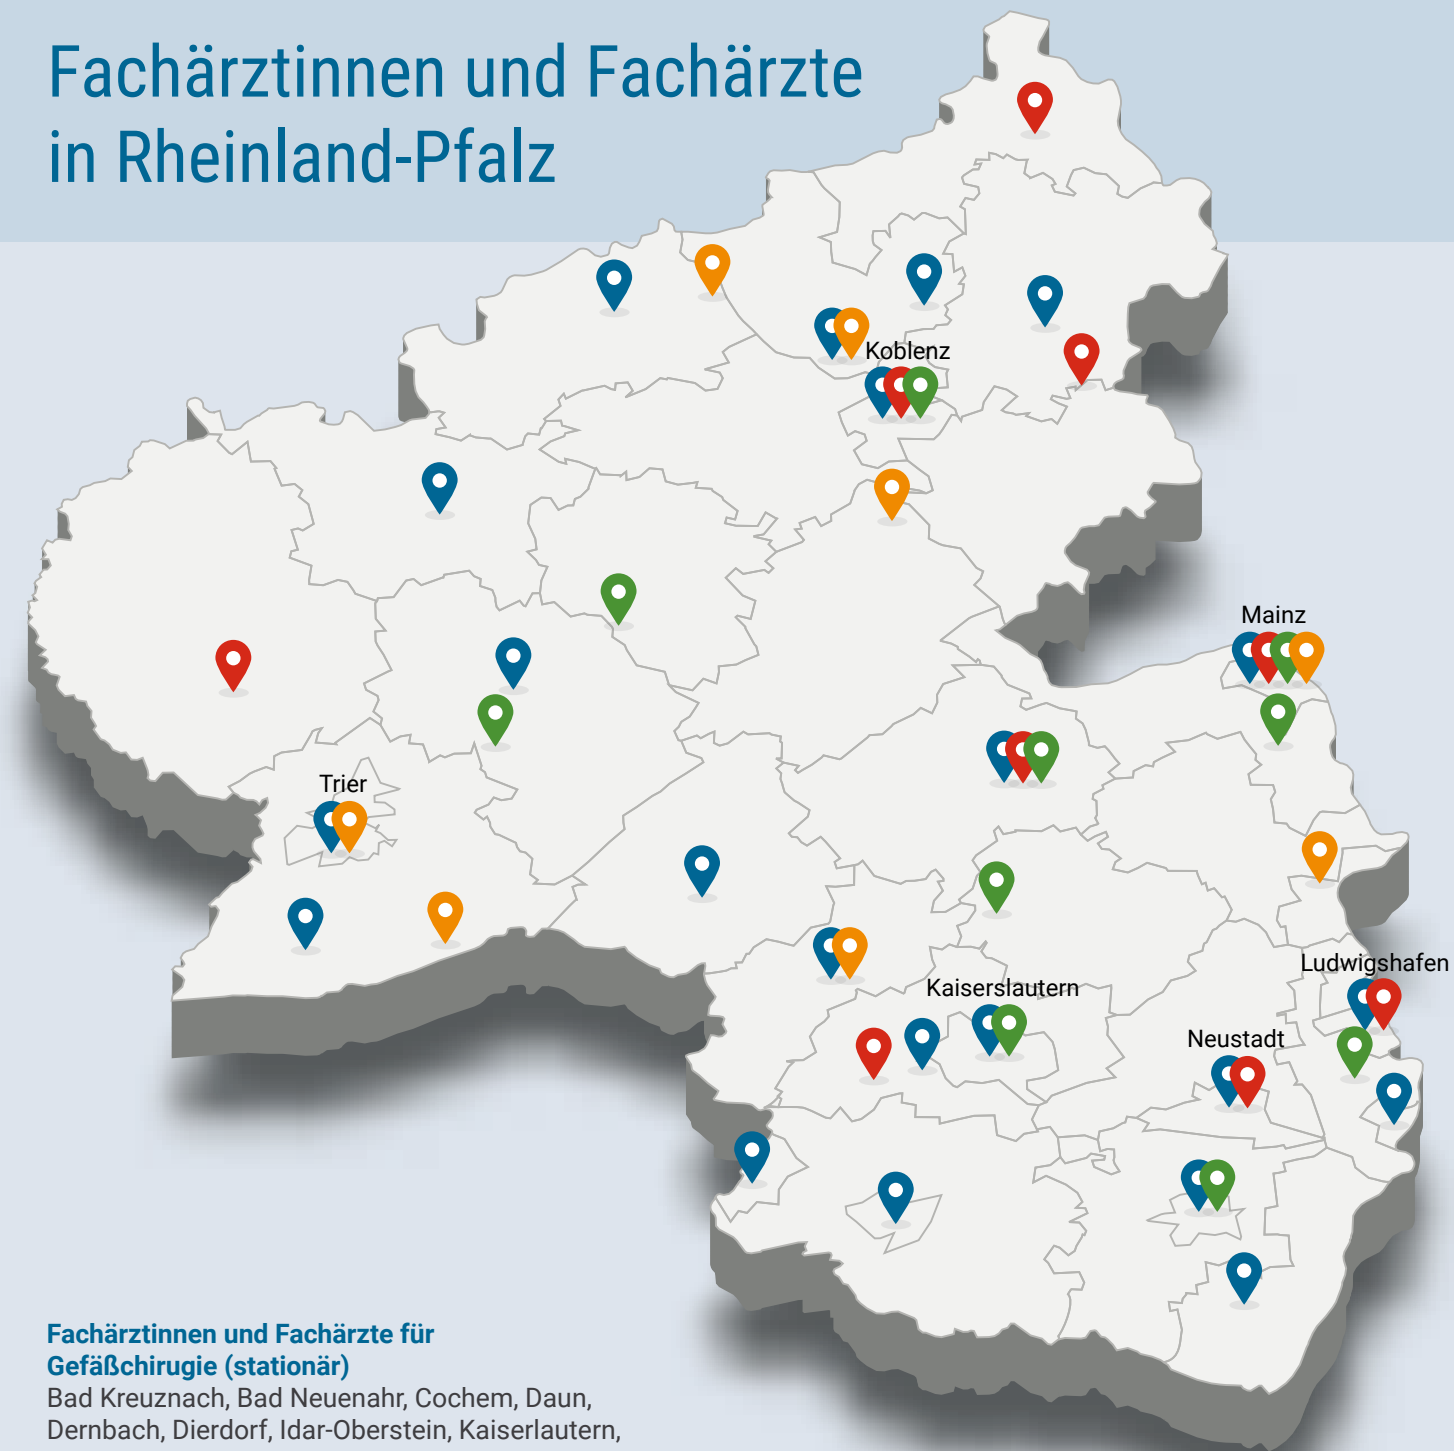 Fachärztinnen und Fachärzte
in Rheinland-Pfalz
Koblenz
Mainz
Trier
Ludwigshafen
Kaiserslautern
Neustadt
Fachärztinnen und Fachärzte für
Gefäßchirugie (stationär)
Bad Kreuznach, Bad Neuenahr, Cochem, Daun,
Dernbach, Dierdorf, Idar-Oberstein, Kaiserlautern,